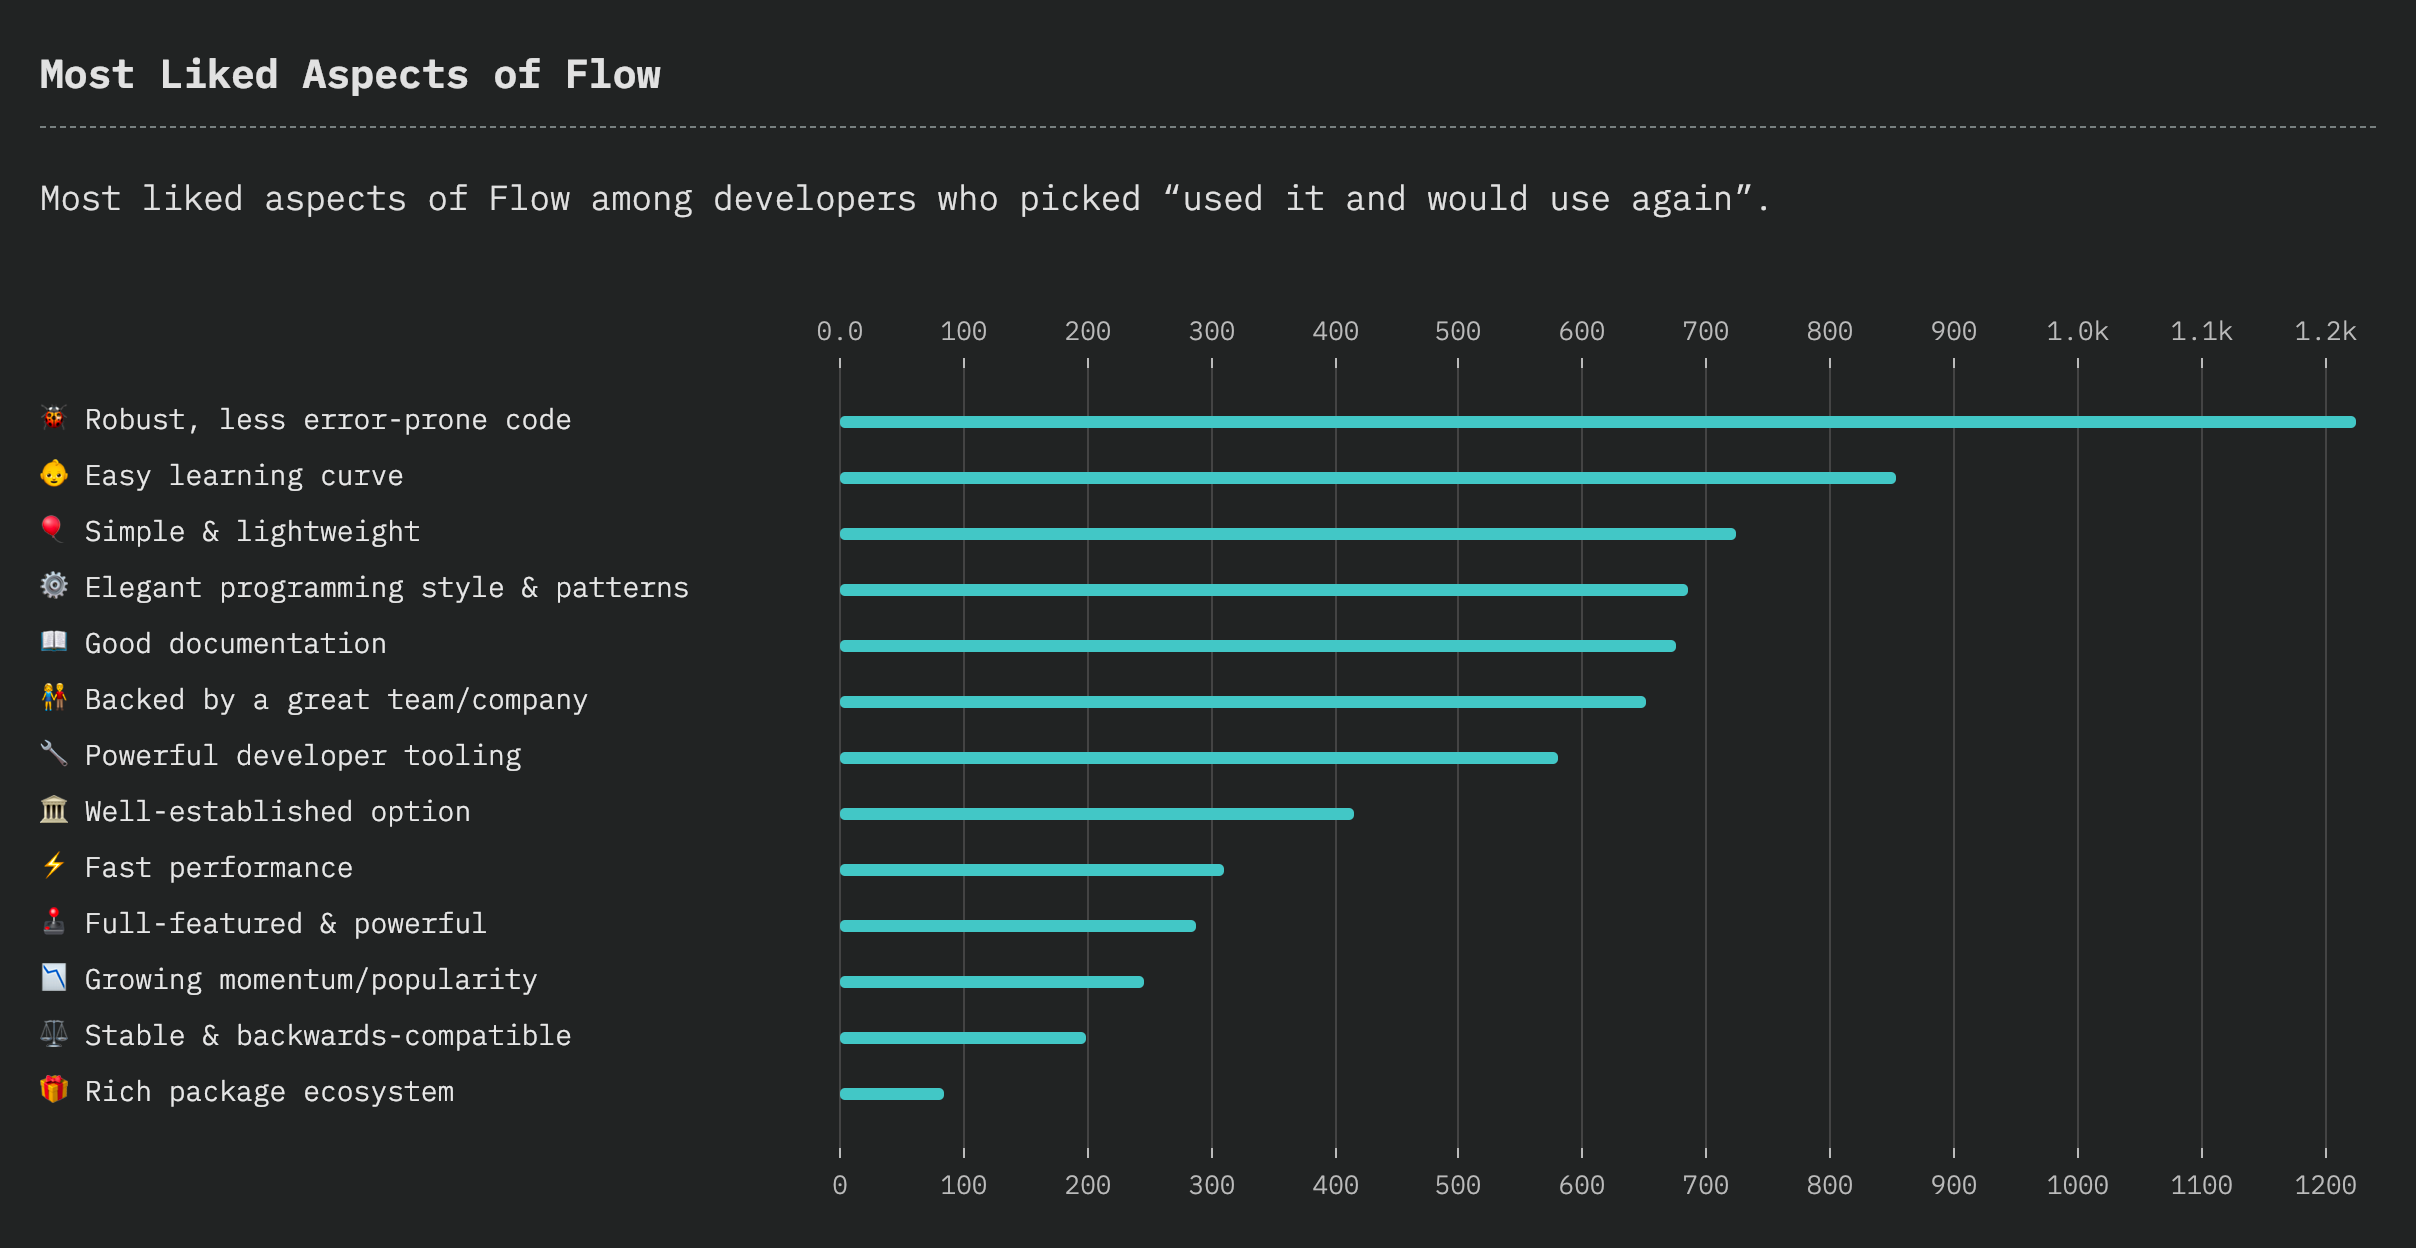 Most Liked Aspects of Flow
Most liked aspects of Flow among developers who picked “used it and would use again”.
0.0 100 200 300 400 500 600 700 800 900 1.0k 1.1k 1.2k
Robust, less error-prone code
Easy learning curve
Simple & lightweight
Elegant programming style & patterns
Good documentation
Backed by a great team/company
Powerful developer tooling
Well-established option
Fast performance
Full-featured & powerful
Growing momentum/popularity
Stable & backwards-compatible
Rich package ecosystem
0 100 200 300 400 500 600 700 800 900 1000 1100 1200